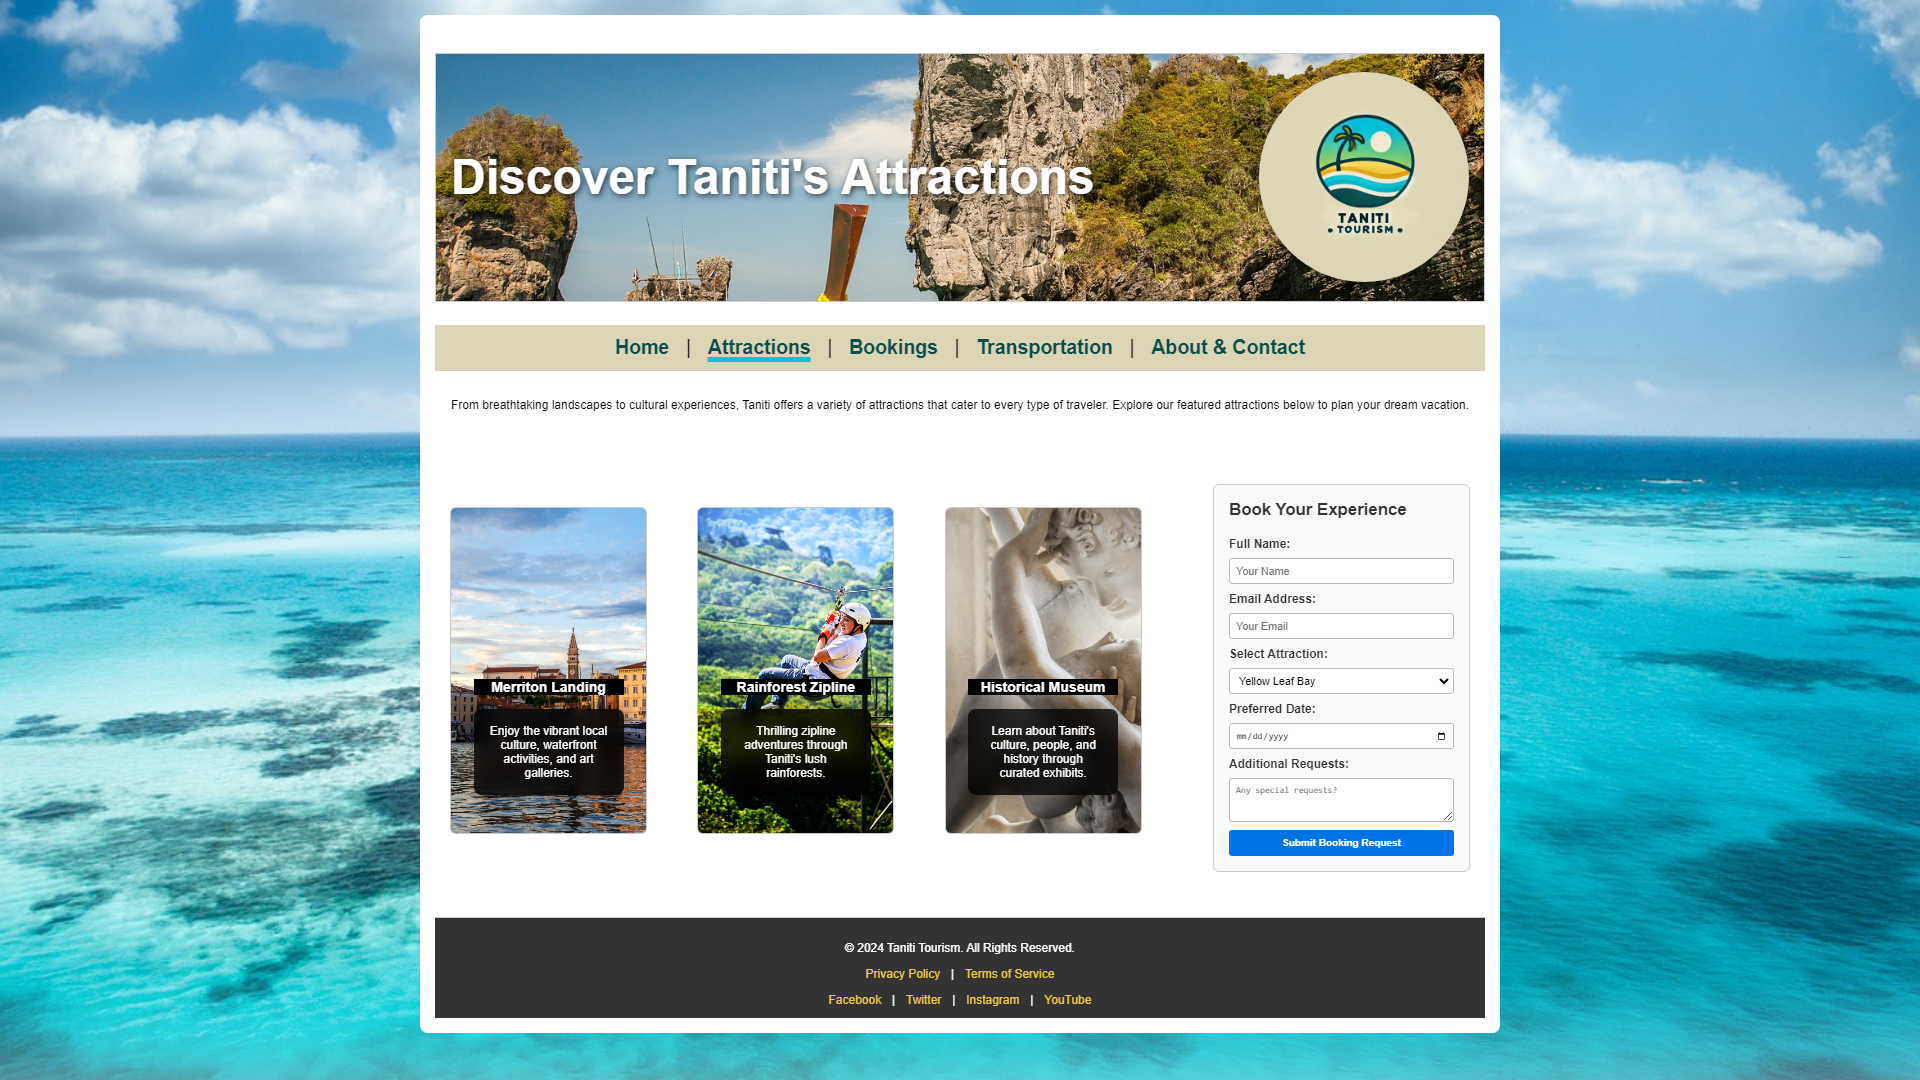 Discover Taniti's Attractions
TANITI
• TOURISM •
Home | Attractions | Bookings | Transportation | About & Contact
From breathtaking landscapes to cultural experiences, Taniti offers a variety of attractions that cater to every type of traveler. Explore our featured attractions below to plan your dream vacation.
Merriton Landing
Enjoy the vibrant local
culture, waterfront
activities, and art
galleries.
Rainforest Zipline
Thrilling zipline
adventures through
Taniti's lush
rainforests.
Historical Museum
Learn about Taniti's
culture, people, and
history through
curated exhibits.
Book Your Experience
Full Name:
Your Name
Email Address:
Your Email
Select Attraction:
Yellow Leaf Bay
Preferred Date:
mm/dd/yyyy
Additional Requests:
Any special requests?
Submit Booking Request
© 2024 Taniti Tourism. All Rights Reserved.
Privacy Policy | Terms of Service
Facebook | Twitter | Instagram | YouTube